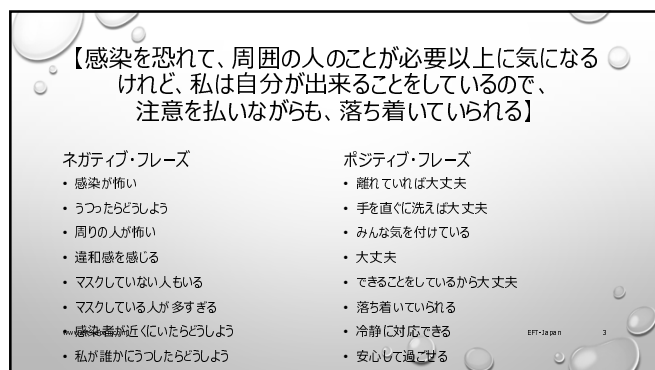 【感染を恐れて、周囲の人のことが必要以上に気になる
けれど、私は自分が出来ることをしているので、
注意を払いながらも、落ち着いていられる】
ネガティブ・フレーズ
・感染が怖い
・うつったらどうしよう
・周りの人が怖い
・違和感を感じる
・マスクしていない人もいる
・マスクしている人が多すぎる
・感染者が近くにいたらどうしよう
・私が誰かにうつしたらどうしよう
ポジティブ・フレーズ
・離れていれば大丈夫
・手を直ぐに洗えば大丈夫
・みんな気を付けている
・大丈夫
・できることをしているから大丈夫
・落ち着いていられる
・冷静に対応できる
・安心して過ごせる
EFT-Japan
3